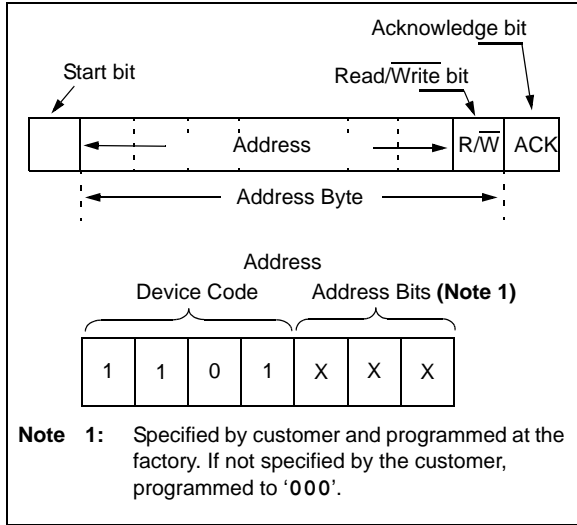 Acknowledge bit
Start bit
Read/Write bit
Address
R/W
ACK
Address Byte
Address
Device Code
Address Bits (Note 1)
1 1 0 1 X X X
Note 1: Specified by customer and programmed at the
factory. If not specified by the customer,
programmed to ‘000’.